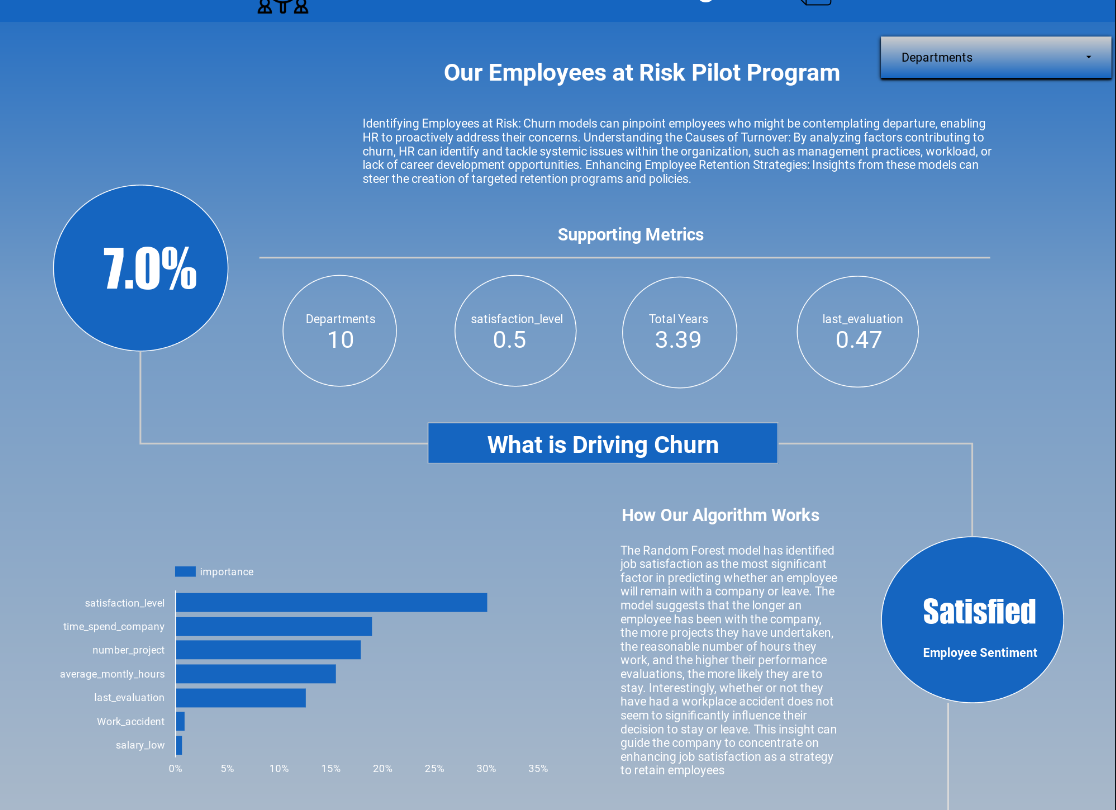 Departments
Our Employees at Risk Pilot Program
Identifying Employees at Risk: Churn models can pinpoint employees who might be contemplating departure, enabling
HR to proactively address their concerns. Understanding the Causes of Turnover: By analyzing factors contributing to
churn, HR can identify and tackle systemic issues within the organization, such as management practices, workload, or
lack of career development opportunities. Enhancing Employee Retention Strategies: Insights from these models can
steer the creation of targeted retention programs and policies.
7.0%
Supporting Metrics
Departments
10
satisfaction_level
0.5
Total Years
3.39
last_evaluation
0.47
What is Driving Churn
importance
satisfaction_level
time_spend_company
number_project
average_montly_hours
last_evaluation
Work_accident
salary_low
0% 5% 10% 15% 20% 25% 30% 35%
How Our Algorithm Works
The Random Forest model has identified
job satisfaction as the most significant
factor in predicting whether an employee
will remain with a company or leave. The
model suggests that the longer an
employee has been with the company,
the more projects they have undertaken,
the reasonable number of hours they
work, and the higher their performance
evaluations, the more likely they are to
stay. Interestingly, whether or not they
have had a workplace accident does not
seem to significantly influence their
decision to stay or leave. This insight can
guide the company to concentrate on
enhancing job satisfaction as a strategy
to retain employees
Satisfied
Employee Sentiment